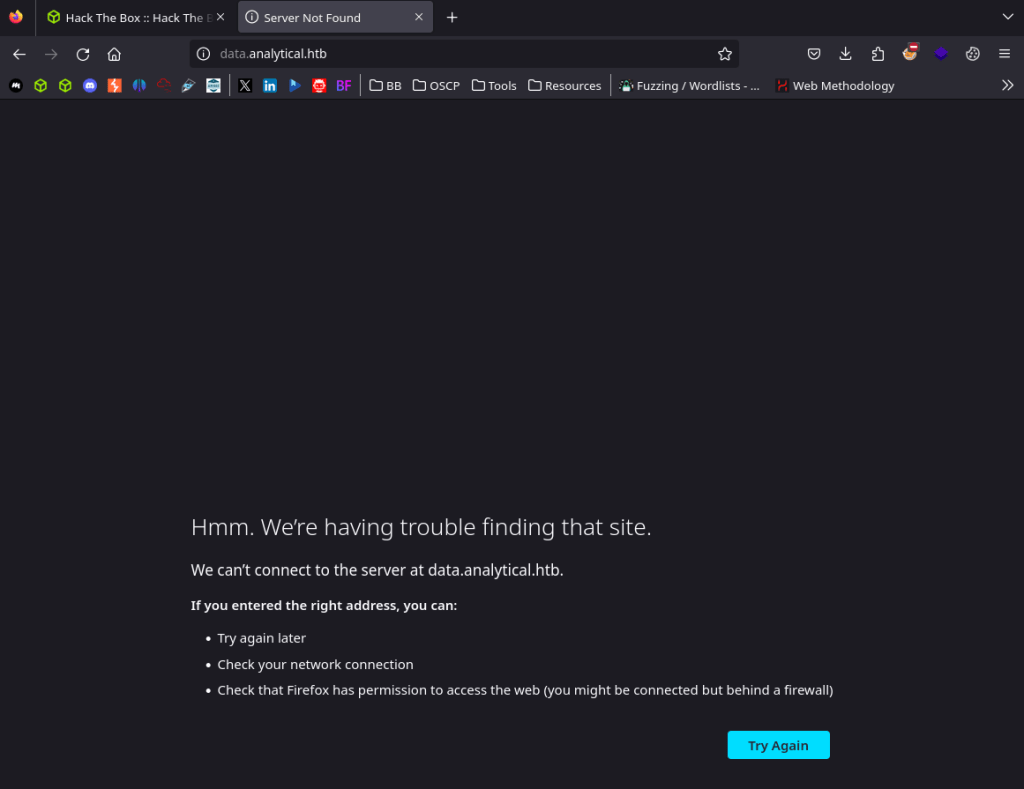 Hack The Box :: Hack The B
Server Not Found
data.analytical.htb
BF
BB
OSCP
Tools
Resources
Fuzzing / Wordlists - ...
Web Methodology
Hmm. We’re having trouble finding that site.
We can’t connect to the server at data.analytical.htb.
If you entered the right address, you can:
Try again later
Check your network connection
Check that Firefox has permission to access the web (you might be connected but behind a firewall)
Try Again